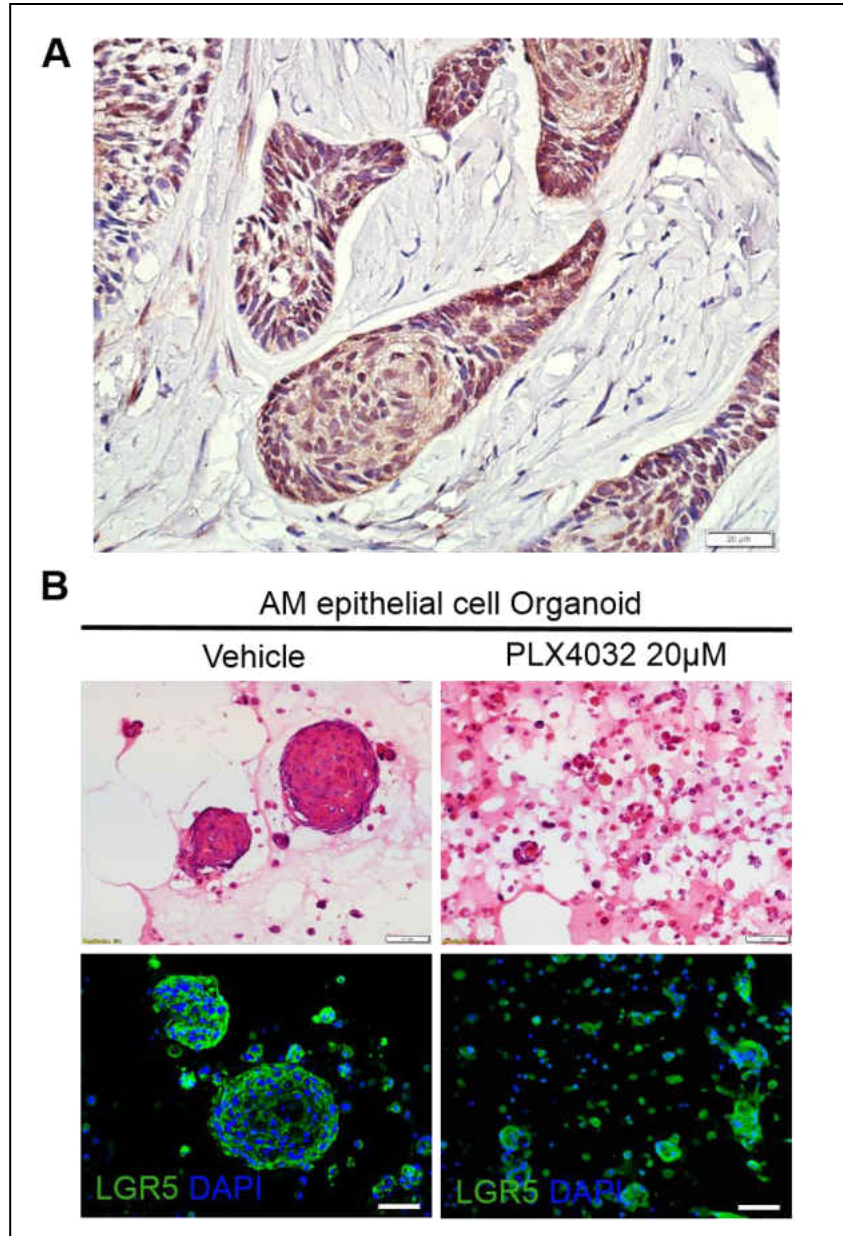 A
20 µm
B
AM epithelial cell Organoid
Vehicle
PLX4032 20µM
LGR5 DAPI
LGR5 DAPI